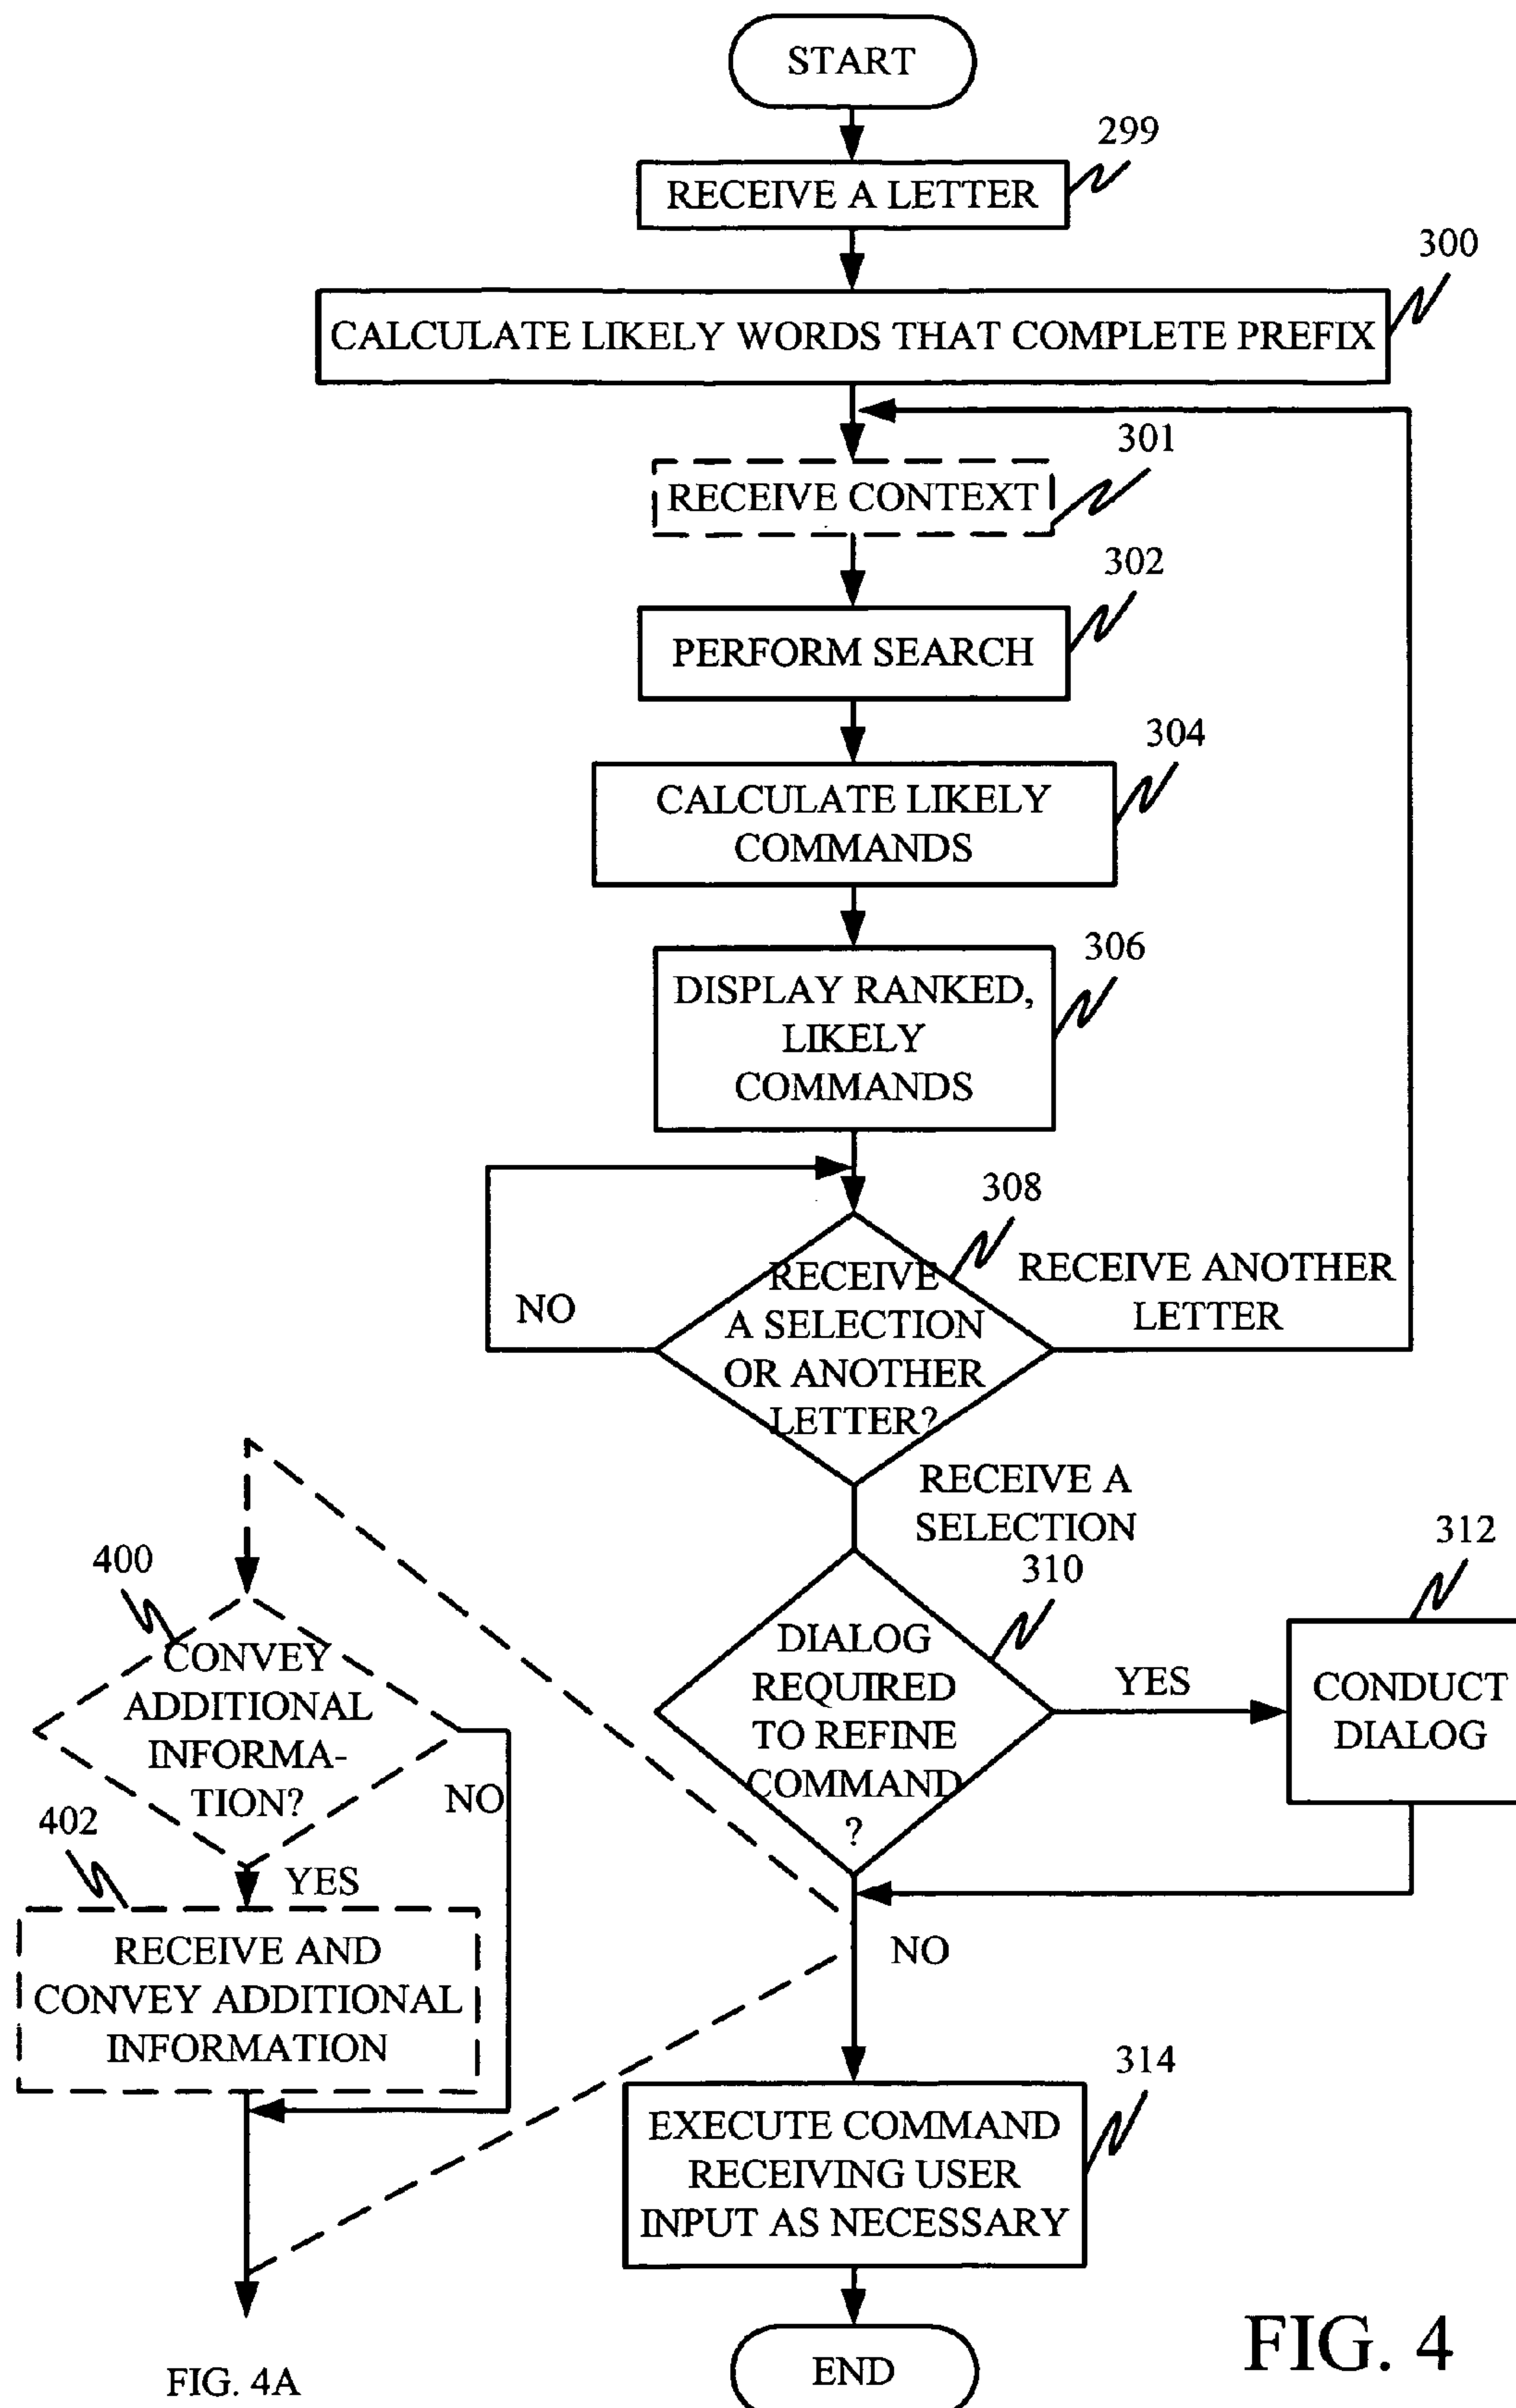 START
299
RECEIVE A LETTER
300
CALCULATE LIKELY WORDS THAT COMPLETE PREFIX
301
RECEIVE CONTEXT
302
PERFORM SEARCH
304
CALCULATE LIKELY
COMMANDS
306
DISPLAY RANKED,
LIKELY
COMMANDS
308
RECEIVE
A SELECTION
OR ANOTHER
LETTER?
NO
RECEIVE ANOTHER
LETTER
RECEIVE A
SELECTION
310
DIALOG
REQUIRED
TO REFINE
COMMAND
?
YES
312
CONDUCT
DIALOG
NO
400
CONVEY
ADDITIONAL
INFORMA-
TION?
NO
YES
402
RECEIVE AND
CONVEY ADDITIONAL
INFORMATION
314
EXECUTE COMMAND
RECEIVING USER
INPUT AS NECESSARY
END
FIG. 4A
FIG. 4